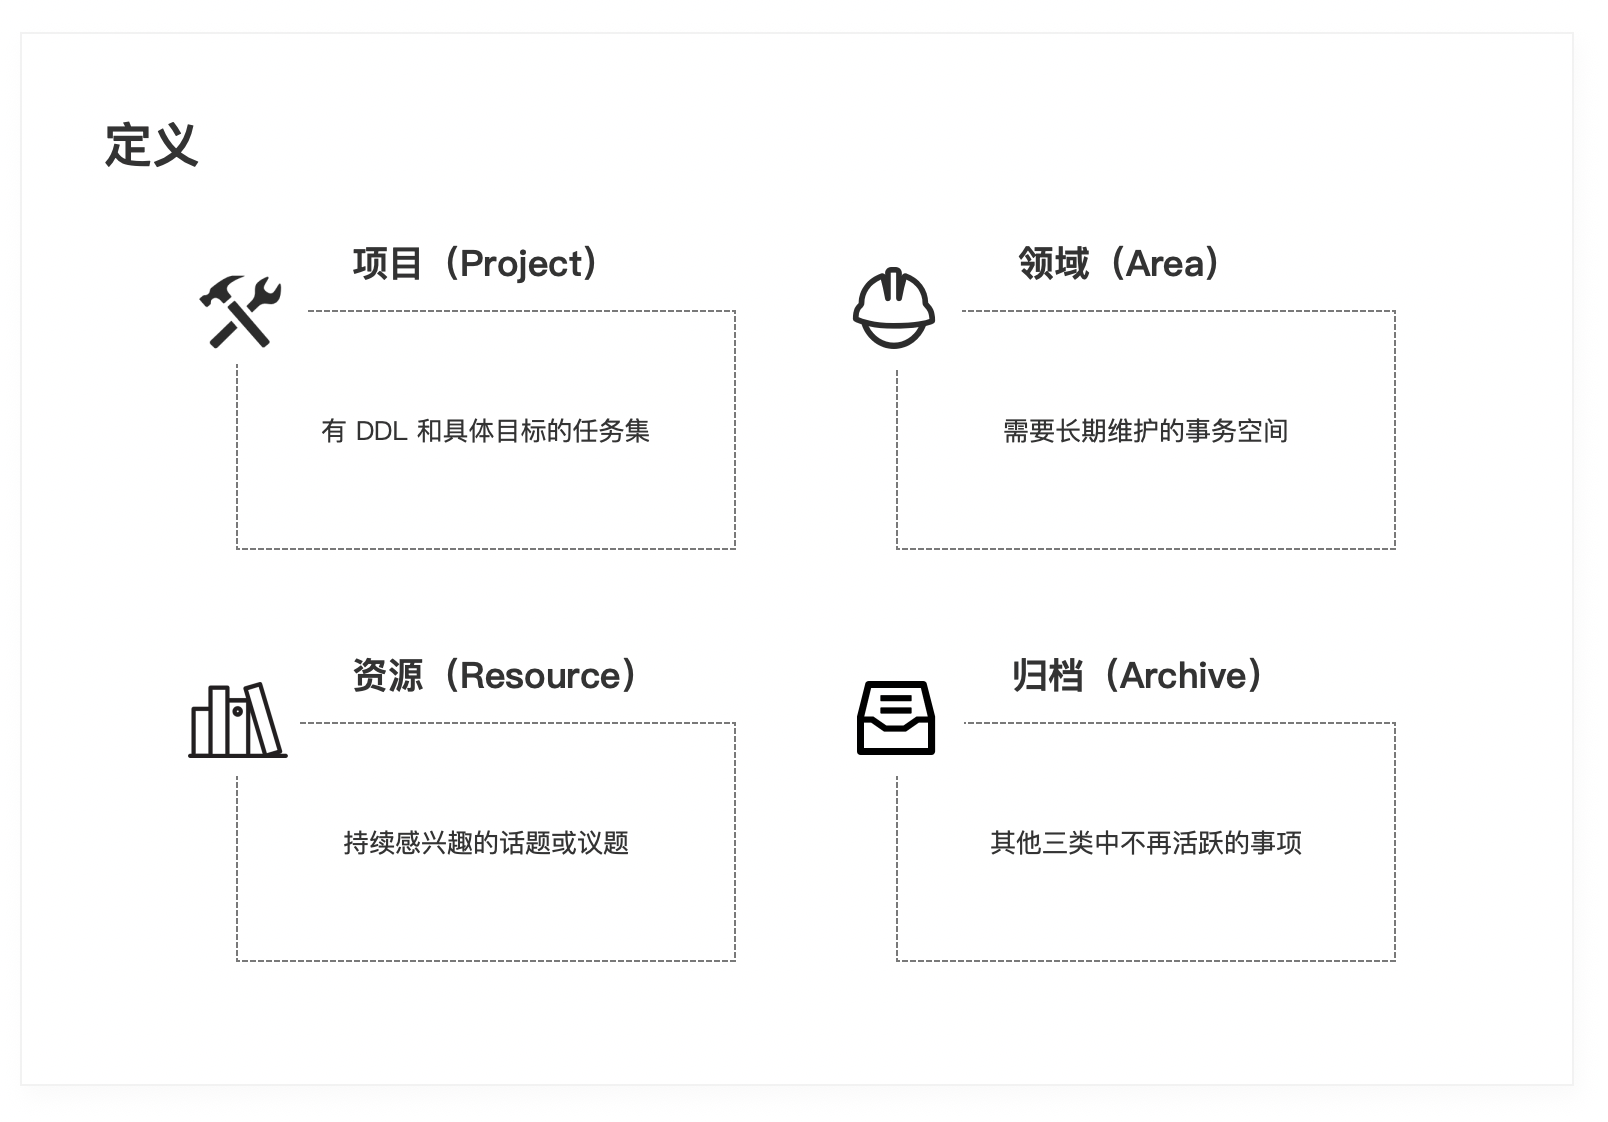 定义
项目（Project）
有 DDL 和具体目标的任务集
领域（Area）
需要长期维护的事务空间
资源（Resource）
持续感兴趣的话题或议题
归档（Archive）
其他三类中不再活跃的事项